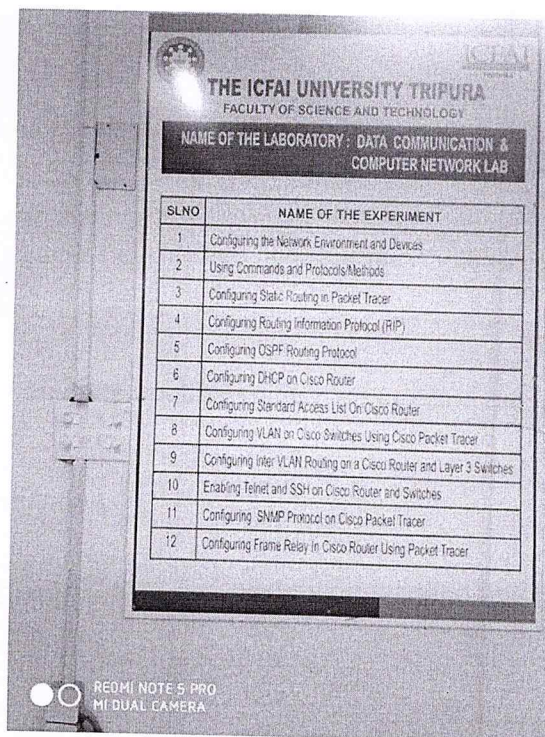 ICFAI
THE ICFAI UNIVERSITY TRIPURA
FACULTY OF SCIENCE AND TECHNOLOGY
NAME OF THE LABORATORY : DATA COMMUNICATION &
COMPUTER NETWORK LAB
SLNO NAME OF THE EXPERIMENT
1 Configuring the Network Environment and Devices
2 Using Commands and Protocols/Methods
3 Configuring Static Routing in Packet Tracer
4 Configuring Routing Information Protocol (RIP)
5 Configuring OSPF Routing Protocol
6 Configuring DHCP on Cisco Router
7 Configuring Standard Access List On Cisco Router
8 Configuring VLAN on Cisco Switches Using Cisco Packet Tracer
9 Configuring Inter VLAN Routing on a Cisco Router and Layer 3 Switches
10 Enabling Telnet and SSH on Cisco Router and Switches
11 Configuring SNMP Protocol on Cisco Packet Tracer
12 Configuring Frame Relay in Cisco Router Using Packet Tracer
REDMI NOTE 5 PRO
MI DUAL CAMERA